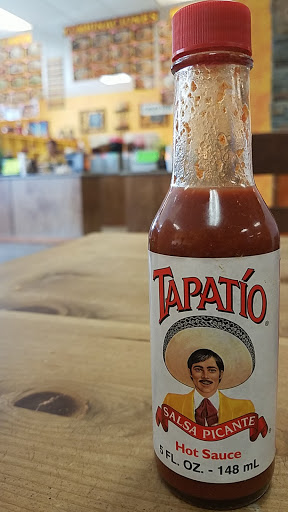 TAPATÍO
SALSA PICANTE
Hot Sauce
5 FL. OZ. - 148 mL